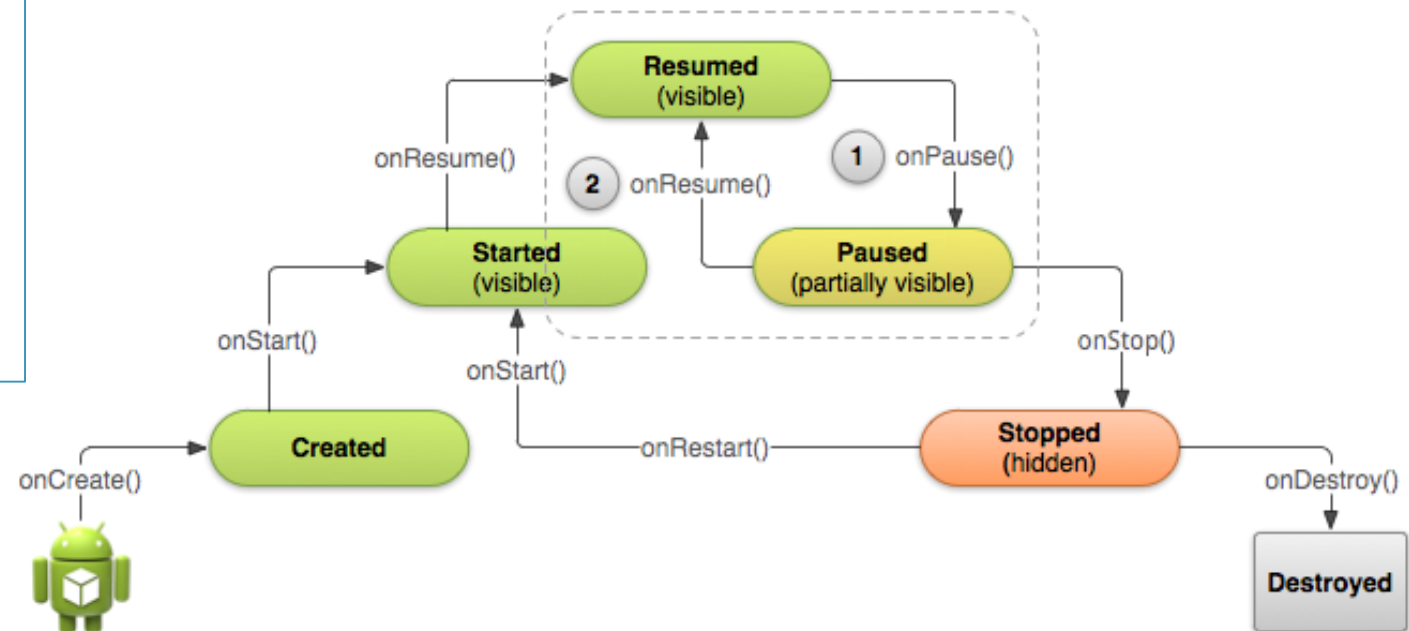 Resumed
(visible)
onResume()
1
onPause()
2
onResume()
Started
(visible)
Paused
(partially visible)
onStart()
onStop()
onStart()
Created
onRestart()
Stopped
(hidden)
onCreate()
onDestroy()
Destroyed